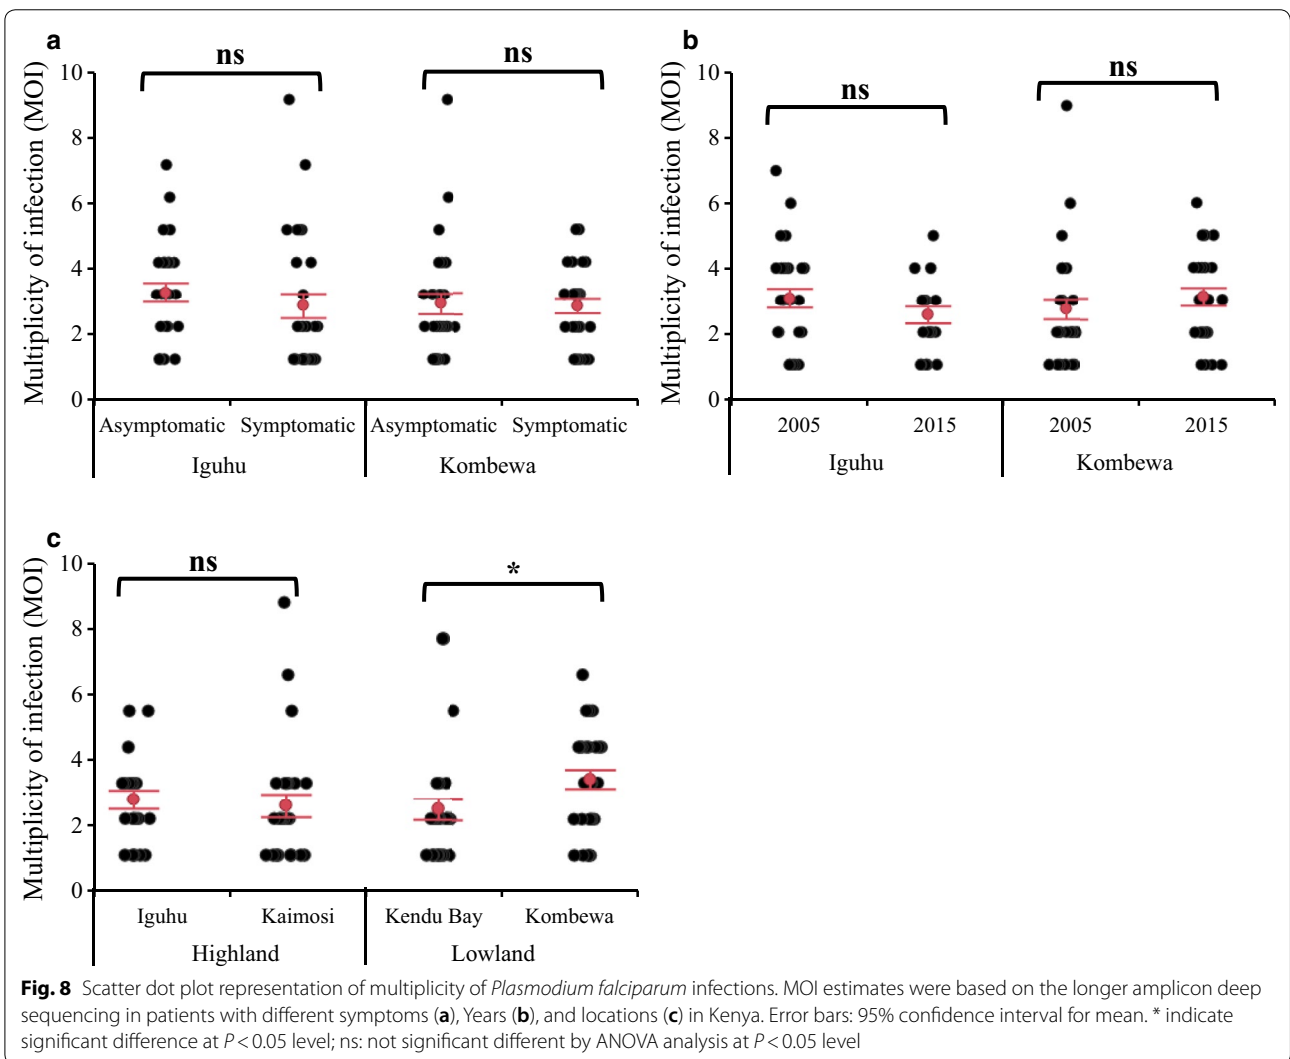 a
ns
ns
Multiplicity of infection (MOI)
10
8
6
4
2
0
Asymptomatic Symptomatic Asymptomatic Symptomatic
Iguhu Kombewa
b
ns
ns
Multiplicity of infection (MOI)
10
8
6
4
2
0
2005 2015 2005 2015
Iguhu Kombewa
c
ns
*
Multiplicity of infection (MOI)
10
8
6
4
2
0
Iguhu Kaimosi Kendu Bay Kombewa
Highland Lowland
Fig. 8 Scatter dot plot representation of multiplicity of Plasmodium falciparum infections. MOI estimates were based on the longer amplicon deep
sequencing in patients with different symptoms (a), Years (b), and locations (c) in Kenya. Error bars: 95% confidence interval for mean. * indicate
significant difference at P < 0.05 level; ns: not significant different by ANOVA analysis at P < 0.05 level